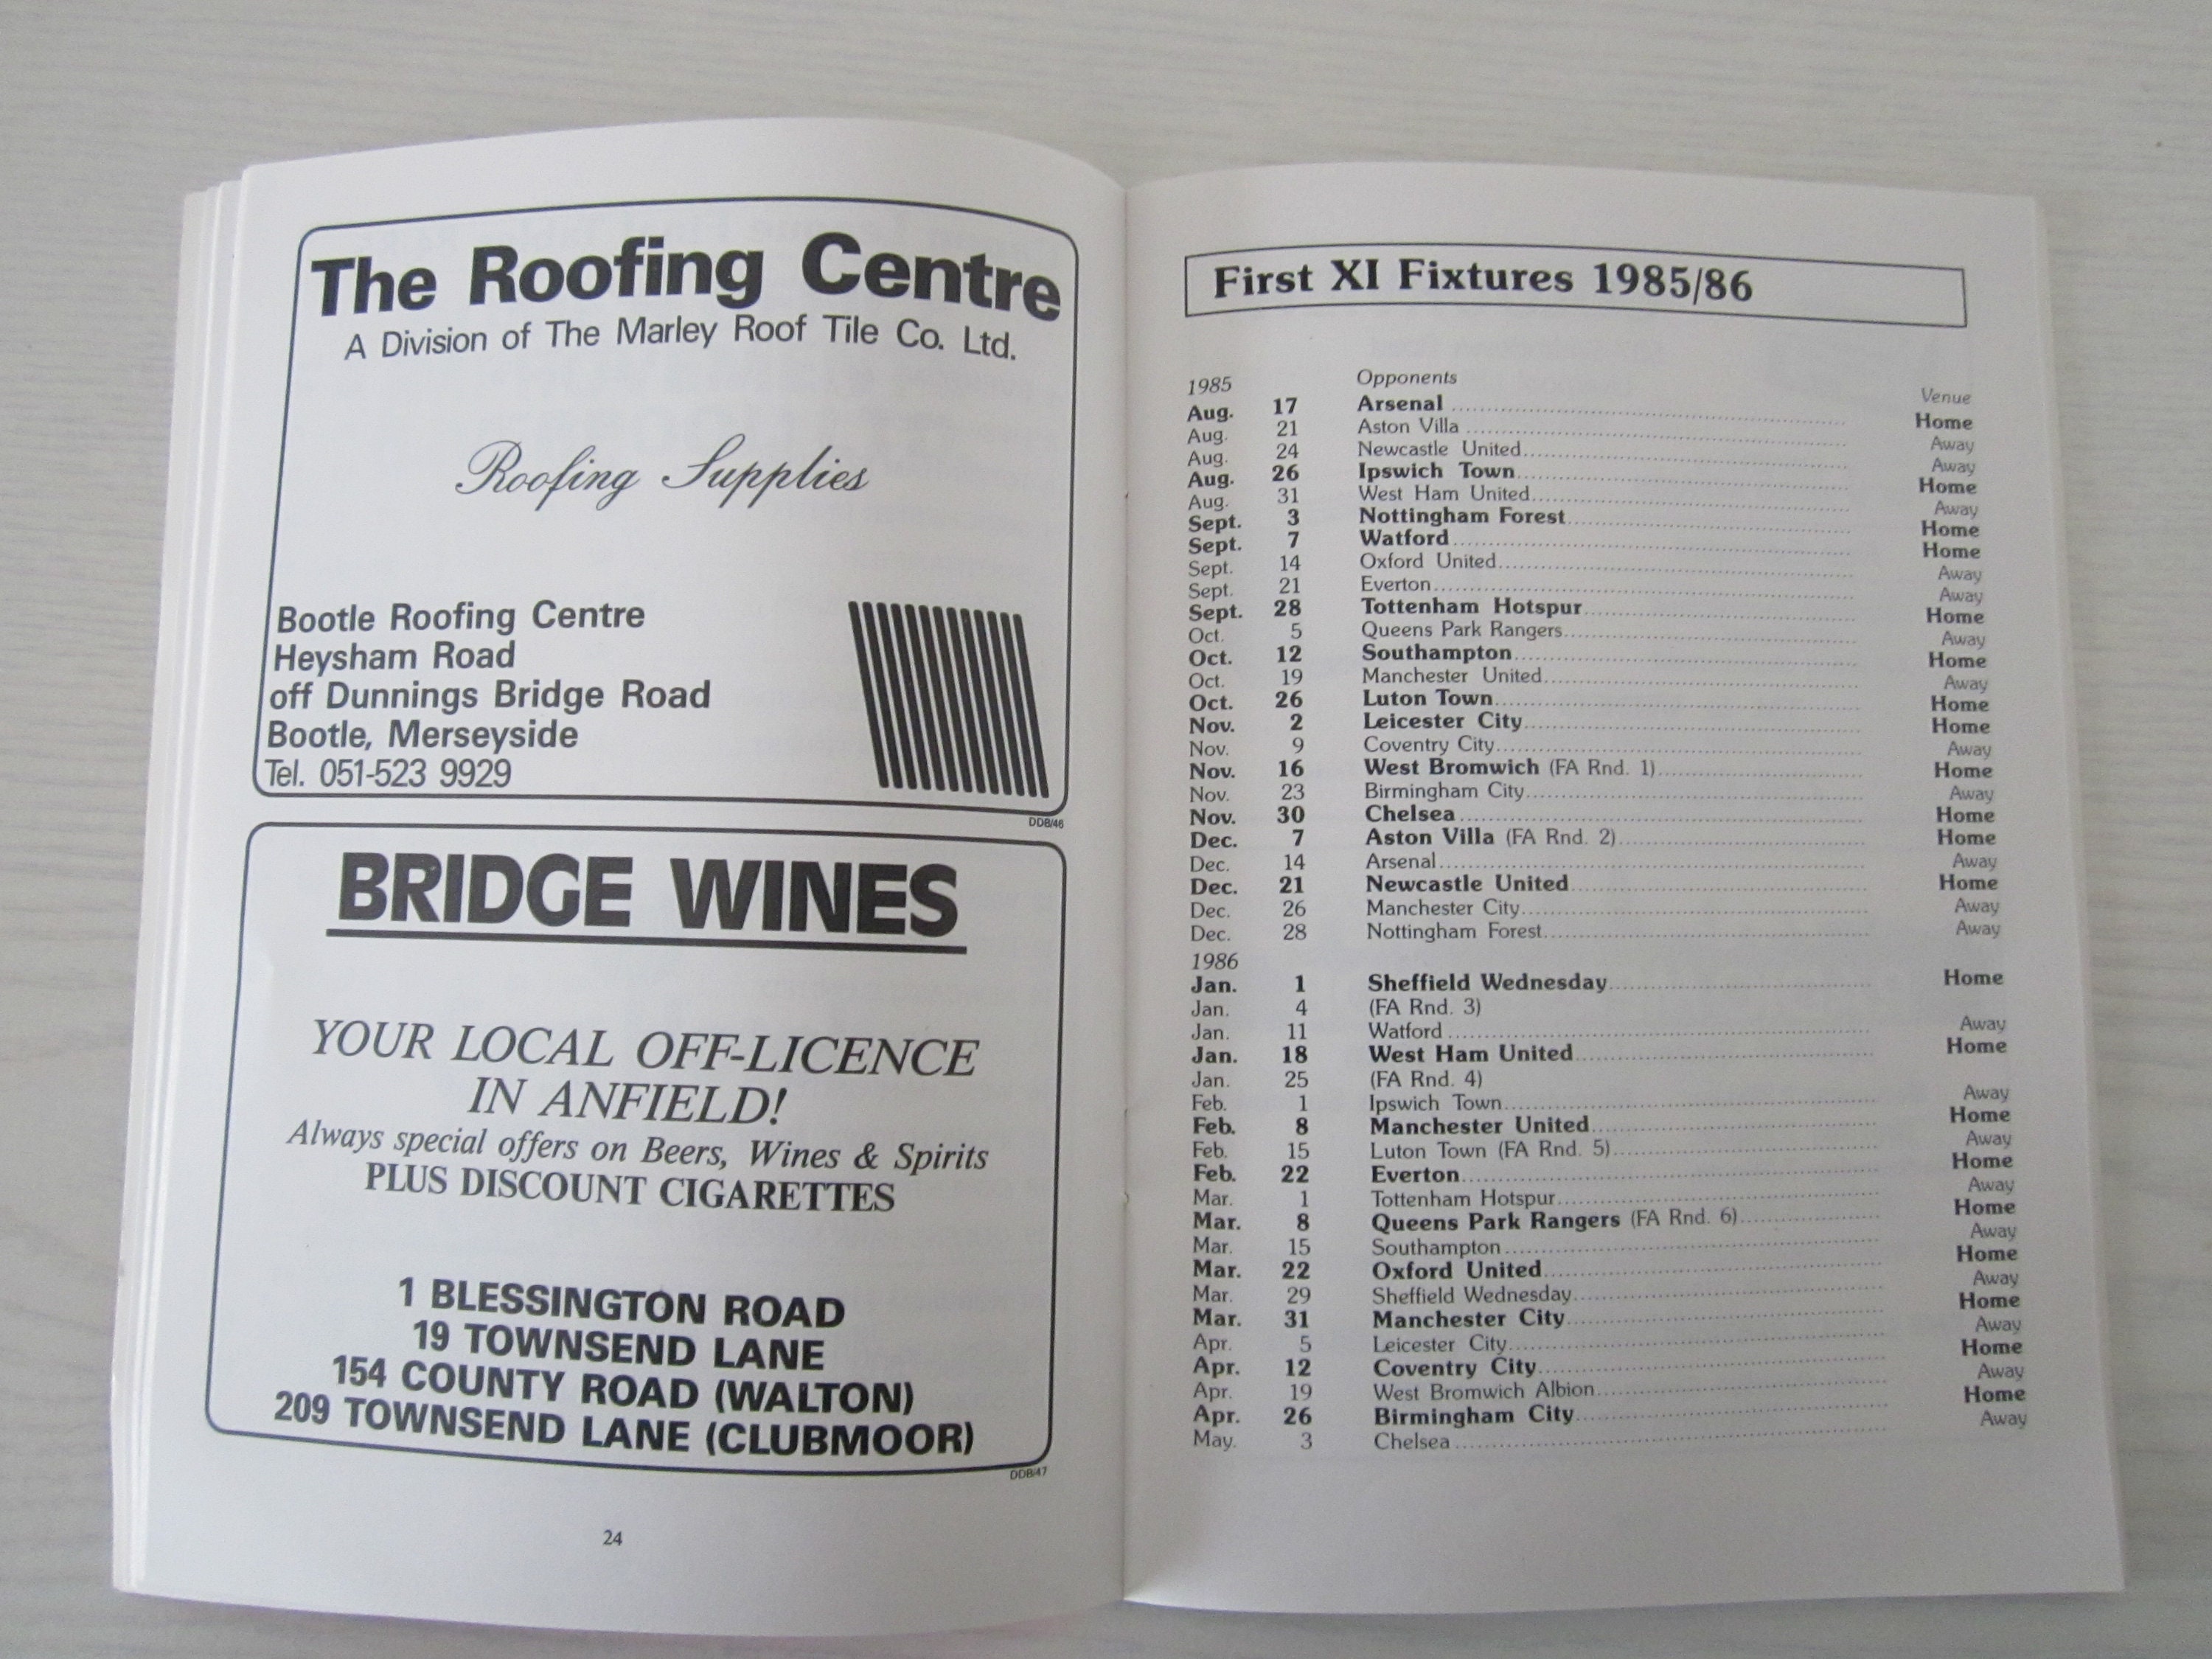 The Roofing Centre
A Division of The Marley Roof Tile Co. Ltd.
Roofing Supplies
Bootle Roofing Centre
Heysham Road
off Dunnings Bridge Road
Bootle, Merseyside
Tel. 051-523 9929
DDB/46
BRIDGE WINES
YOUR LOCAL OFF-LICENCE
IN ANFIELD!
Always special offers on Beers, Wines & Spirits
PLUS DISCOUNT CIGARETTES
1 BLESSINGTON ROAD
19 TOWNSEND LANE
154 COUNTY ROAD (WALTON)
209 TOWNSEND LANE (CLUBMOOR)
DDB/47
24
First XI Fixtures 1985/86
1985 Opponents Venue
Aug. 17 Arsenal Home
Aug. 21 Aston Villa Away
Aug. 24 Newcastle United Away
Aug. 26 Ipswich Town Home
Aug. 31 West Ham United Away
Sept. 3 Nottingham Forest Home
Sept. 7 Watford Home
Sept. 14 Oxford United Away
Sept. 21 Everton Away
Sept. 28 Tottenham Hotspur Home
Oct. 5 Queens Park Rangers Away
Oct. 12 Southampton Home
Oct. 19 Manchester United Away
Oct. 26 Luton Town Home
Nov. 2 Leicester City Home
Nov. 9 Coventry City Away
Nov. 16 West Bromwich (FA Rnd. 1) Home
Nov. 23 Birmingham City Away
Nov. 30 Chelsea Home
Dec. 7 Aston Villa (FA Rnd. 2) Home
Dec. 14 Arsenal Away
Dec. 21 Newcastle United Home
Dec. 26 Manchester City Away
Dec. 28 Nottingham Forest Away
1986
Jan. 1 Sheffield Wednesday Home
Jan. 4 (FA Rnd. 3)
Jan. 11 Watford Away
Jan. 18 West Ham United Home
Jan. 25 (FA Rnd. 4)
Feb. 1 Ipswich Town Away
Feb. 8 Manchester United Home
Feb. 15 Luton Town (FA Rnd. 5) Away
Feb. 22 Everton Home
Mar. 1 Tottenham Hotspur Away
Mar. 8 Queens Park Rangers (FA Rnd. 6) Home
Mar. 15 Southampton Away
Mar. 22 Oxford United Home
Mar. 29 Sheffield Wednesday Away
Mar. 31 Manchester City Home
Apr. 5 Leicester City Away
Apr. 12 Coventry City Home
Apr. 19 West Bromwich Albion Away
Apr. 26 Birmingham City Home
May. 3 Chelsea Away